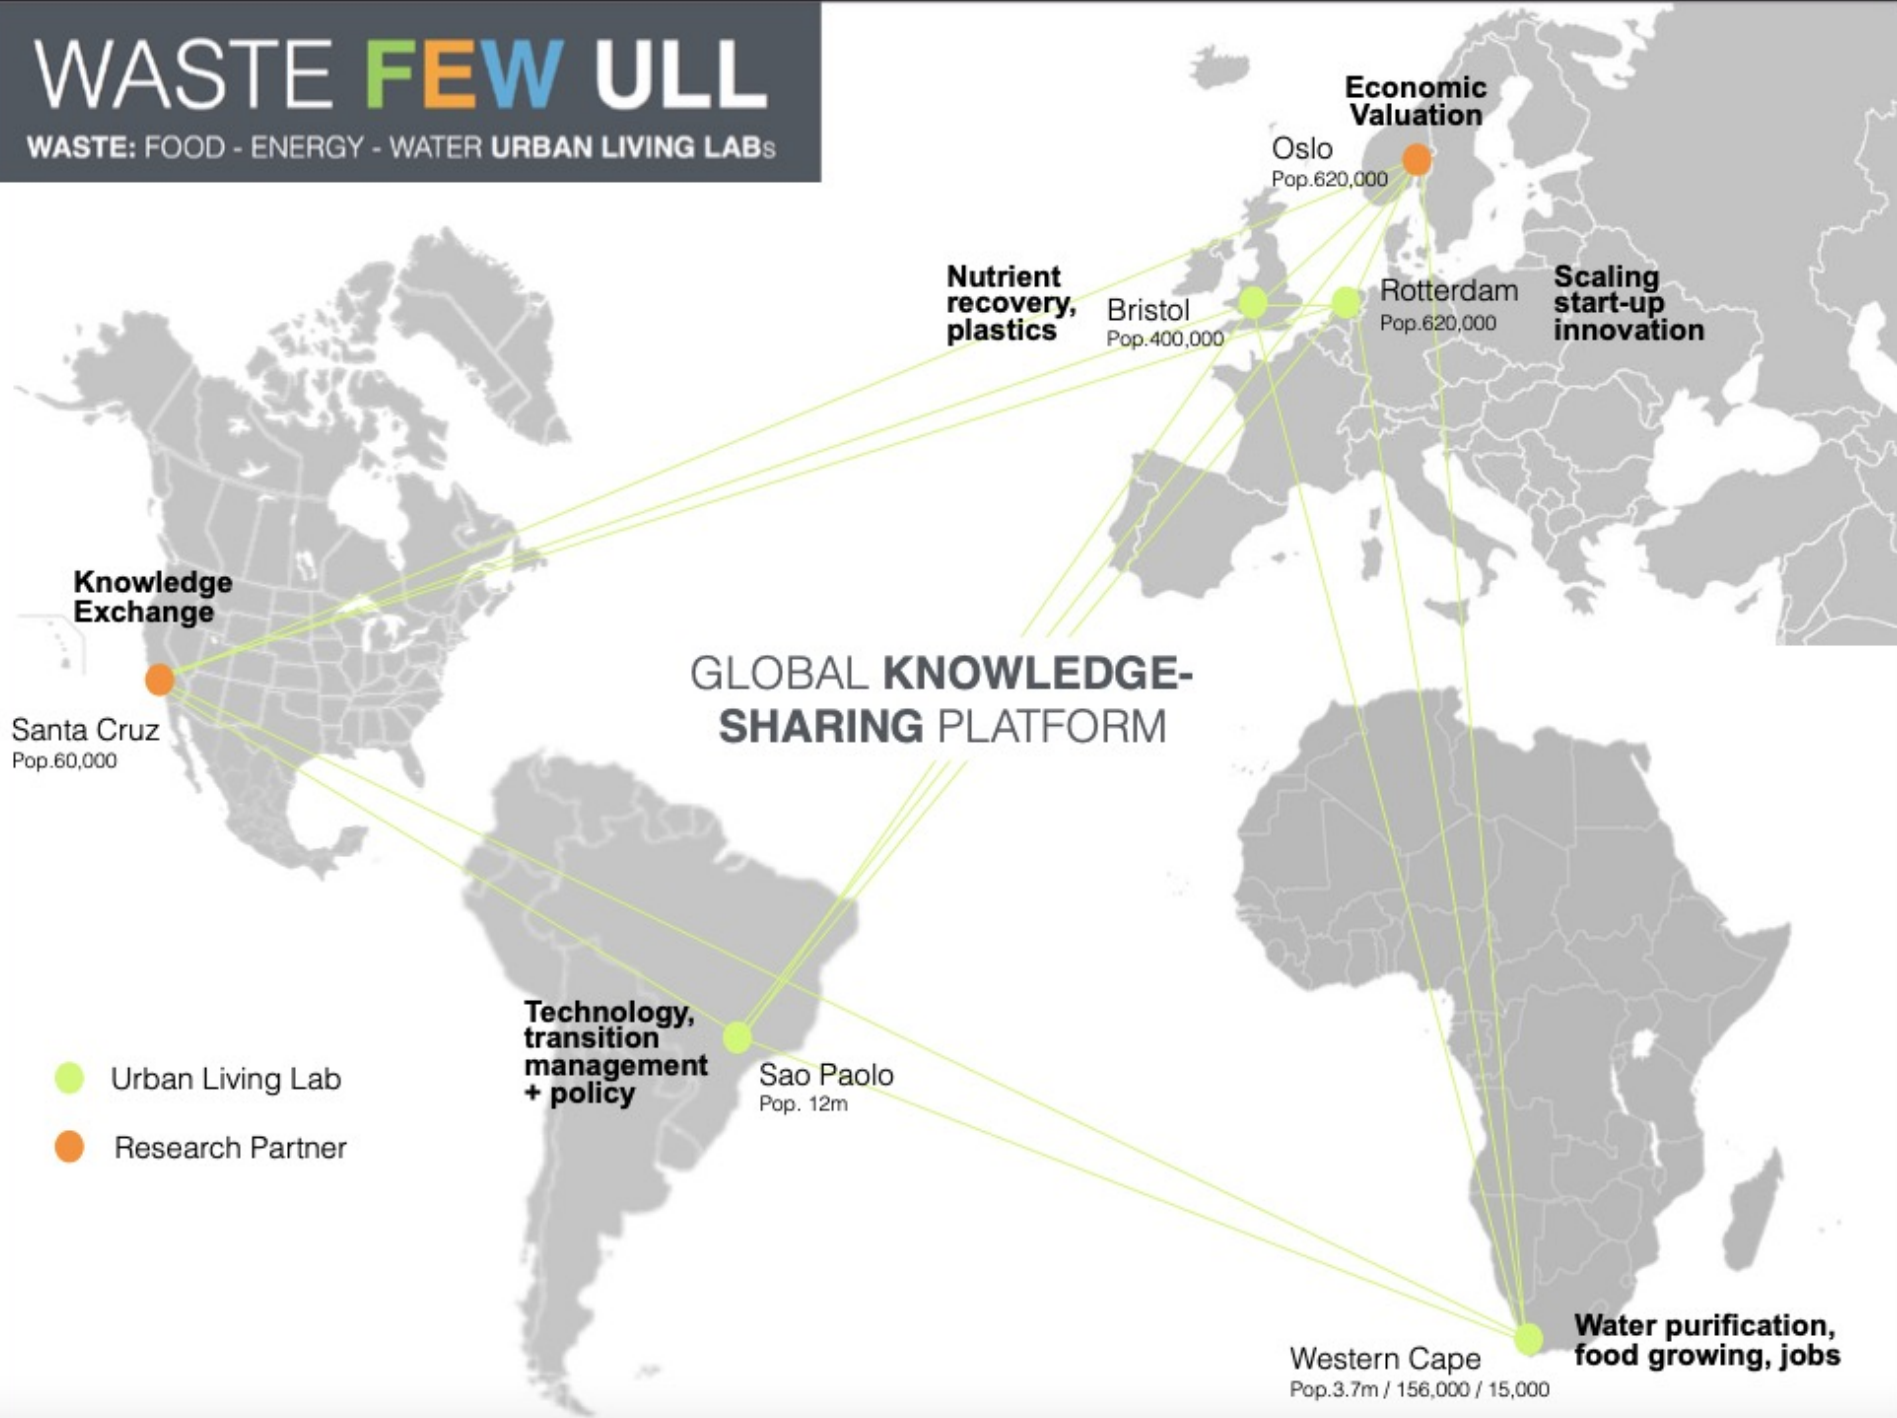 WASTE FEW ULL
WASTE: FOOD - ENERGY - WATER URBAN LIVING LABs
Economic
Valuation
Oslo
Pop.620,000
Nutrient
recovery,
plastics
Bristol
Pop.400,000
Rotterdam
Pop.620,000
Scaling
start-up
innovation
Knowledge
Exchange
Santa Cruz
Pop.60,000
GLOBAL KNOWLEDGE-
SHARING PLATFORM
Technology,
transition
management
+ policy
Sao Paolo
Pop. 12m
Urban Living Lab
Research Partner
Water purification,
food growing, jobs
Western Cape
Pop.3.7m / 156,000 / 15,000